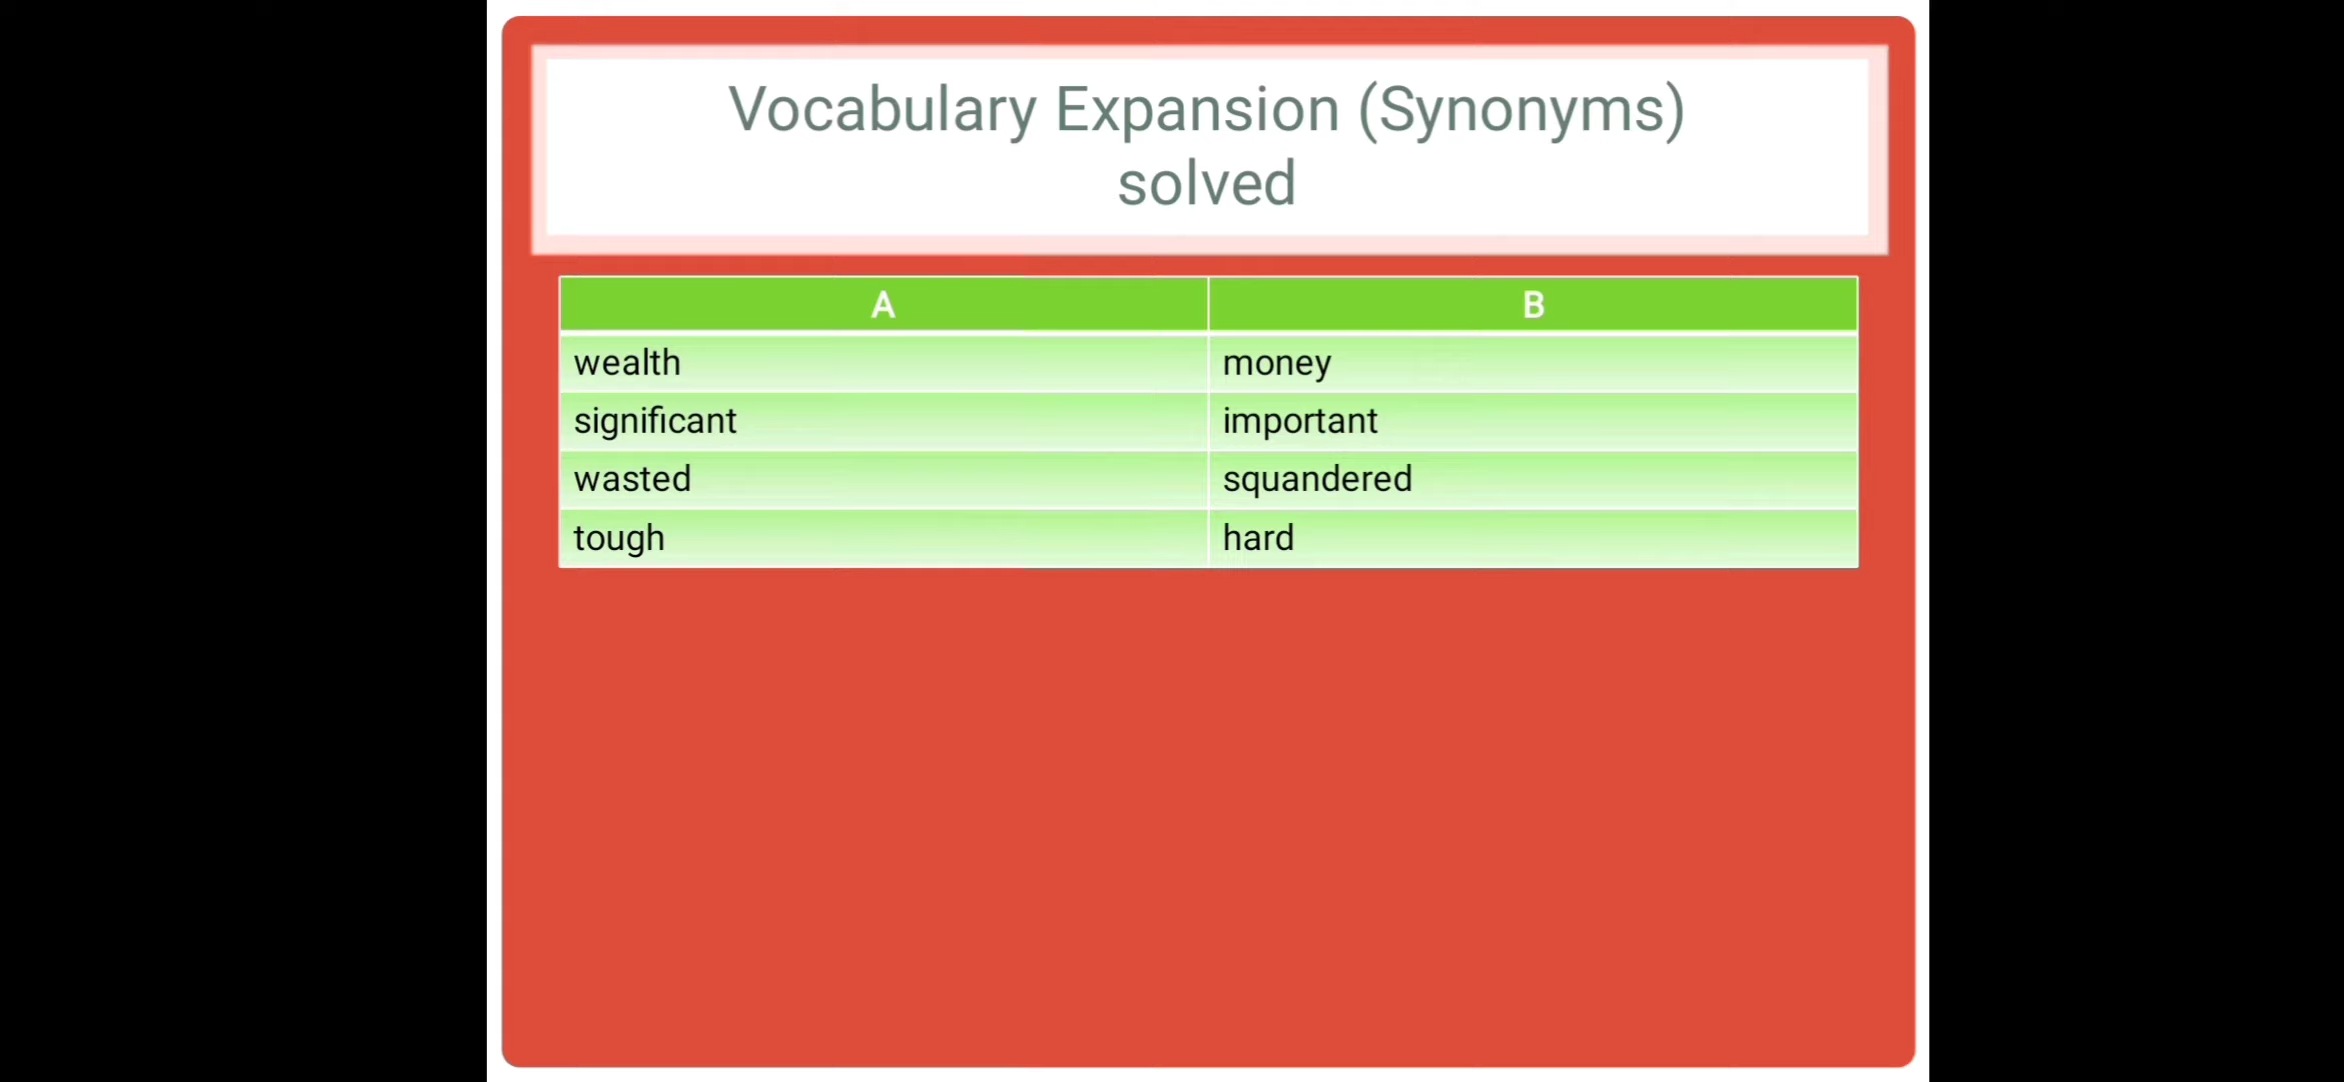 Vocabulary Expansion (Synonyms)
solved
A B
wealth money
significant important
wasted squandered
tough hard